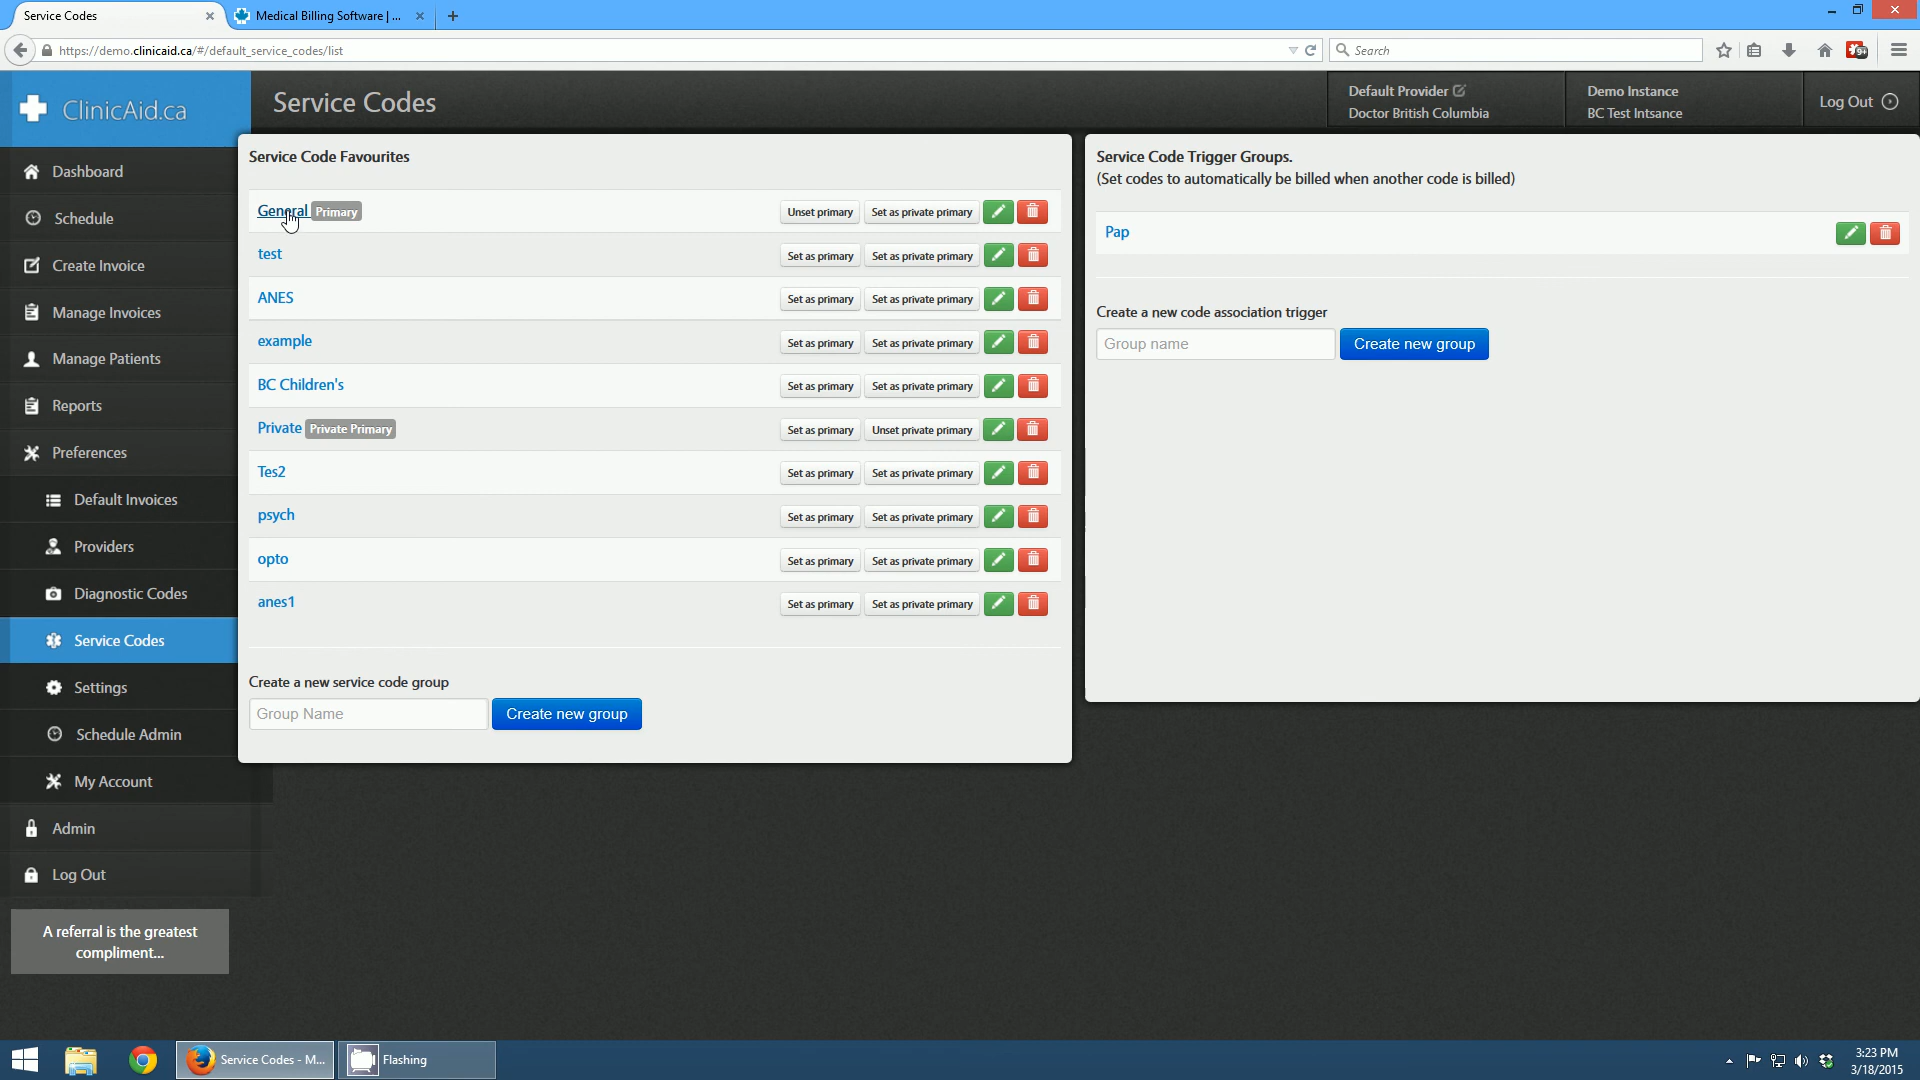 Service Codes
Medical Billing Software | ...
https://demo.clinicaid.ca/#/default_service_codes/list
Search
9+
ClinicAid.ca
Service Codes
Default Provider
Doctor British Columbia
Demo Instance
BC Test Intsance
Log Out
Dashboard
Schedule
Create Invoice
Manage Invoices
Manage Patients
Reports
Preferences
Default Invoices
Providers
Diagnostic Codes
Service Codes
Settings
Schedule Admin
My Account
Admin
Log Out
A referral is the greatest
compliment...
Service Code Favourites
General Primary Unset primary Set as private primary
test Set as primary Set as private primary
ANES Set as primary Set as private primary
example Set as primary Set as private primary
BC Children's Set as primary Set as private primary
Private Private Primary Set as primary Unset private primary
Tes2 Set as primary Set as private primary
psych Set as primary Set as private primary
opto Set as primary Set as private primary
anes1 Set as primary Set as private primary
Create a new service code group
Group Name Create new group
Service Code Trigger Groups.
(Set codes to automatically be billed when another code is billed)
Pap
Create a new code association trigger
Group name Create new group
Service Codes - M...
Flashing
3:23 PM
3/18/2015